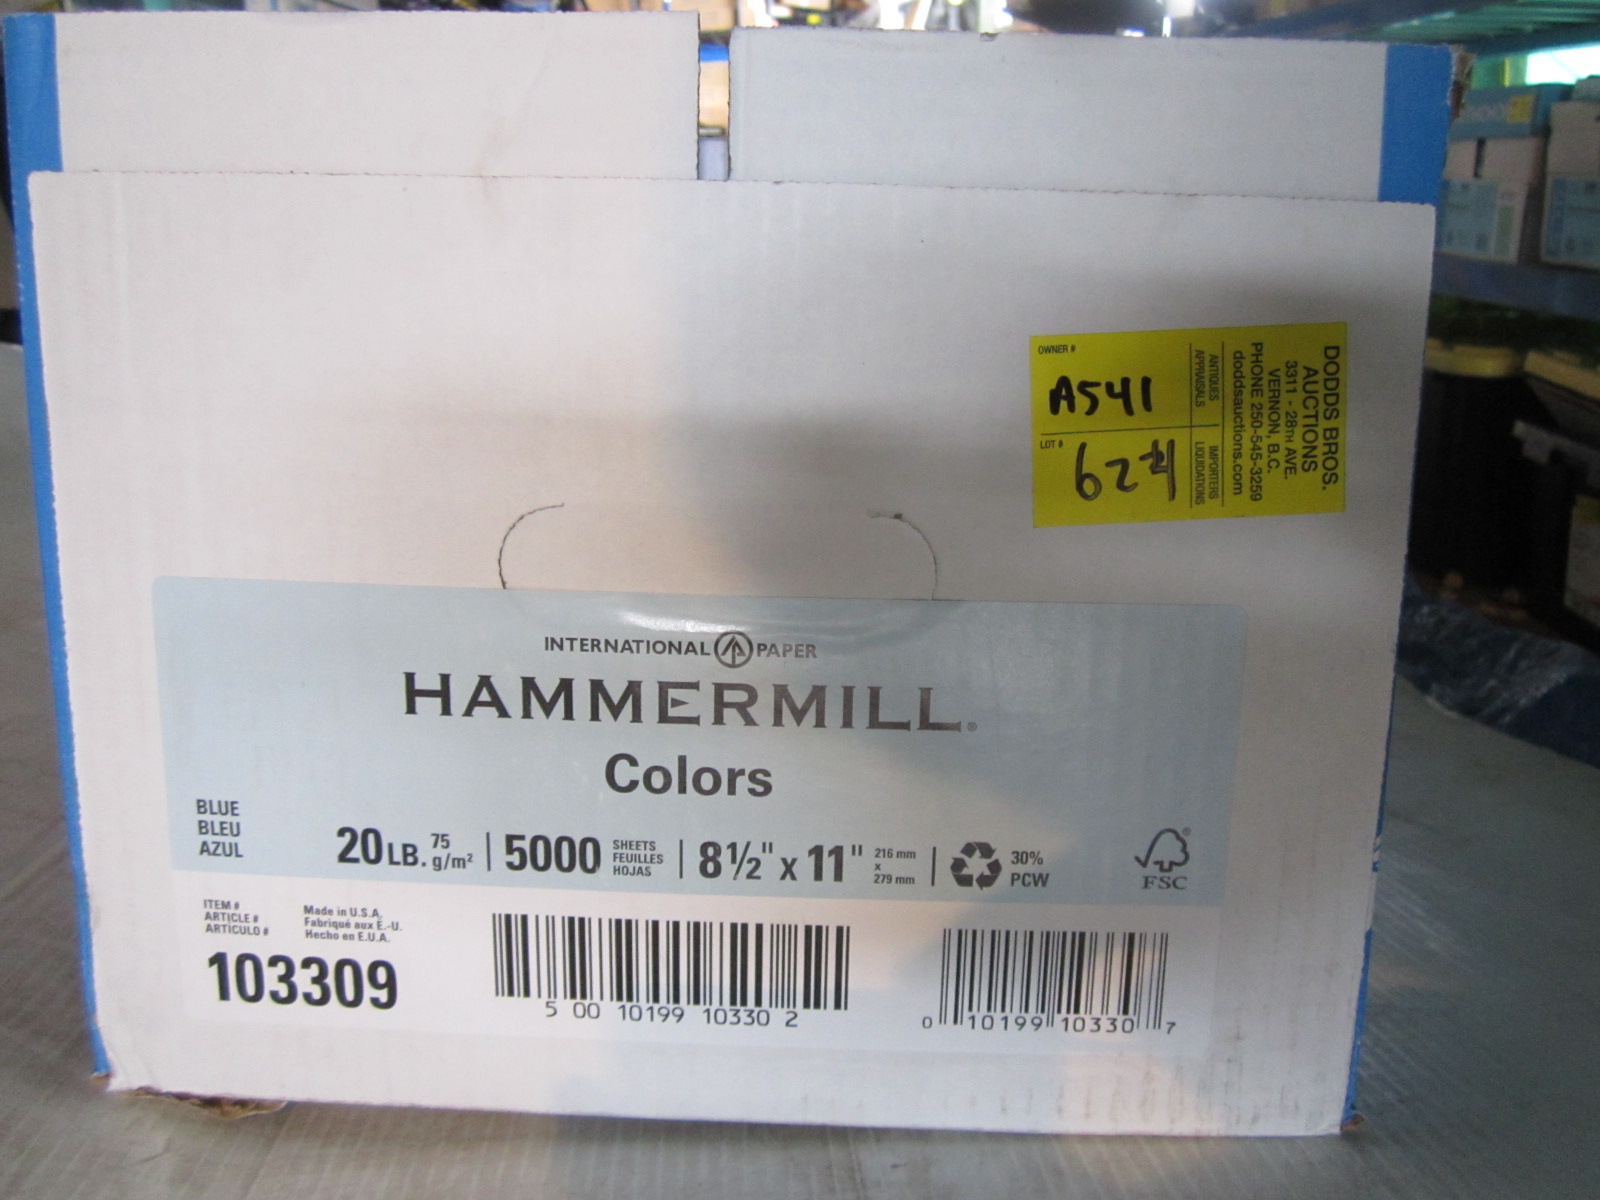 DODDS BROS.
AUCTIONS
3311 - 28TH AVE.
VERNON, B.C.
PHONE 250-545-3259
doddsauctions.com
ANTIQUES
APPRAISALS
IMPORTERS
LIQUIDATIONS
OWNER #
A541
LOT #
INTERNATIONAL PAPER
HAMMERMILL®
Colors
BLUE
BLEU
AZUL
20 LB. 75 g/m² | 5000 SHEETS FEUILLES HOJAS | 8½" x 11" 216 mm x 279 mm | 30% PCW
FSC®
ITEM #
ARTICLE #
ARTÍCULO #
103309
Made in U.S.A.
Fabriqué aux É.-U.
Hecho en E.U.A.
5 00 10199 10330 2
0 10199 10330 7